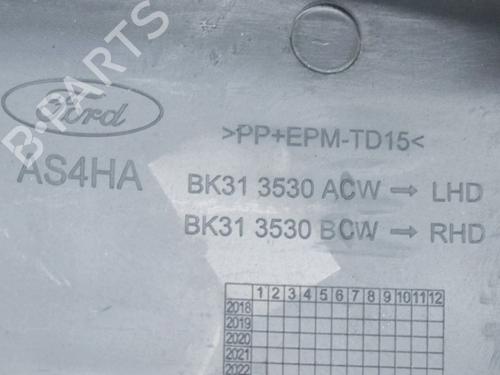 Ford
>PP+EPM-TD15<
AS4HA
BK31 3530 ACW → LHD
BK31 3530 BCW → RHD
1 2 3 4 5 6 7 8 9 10 11 12
2018
2019
2020
2021
2022
B-PARTS